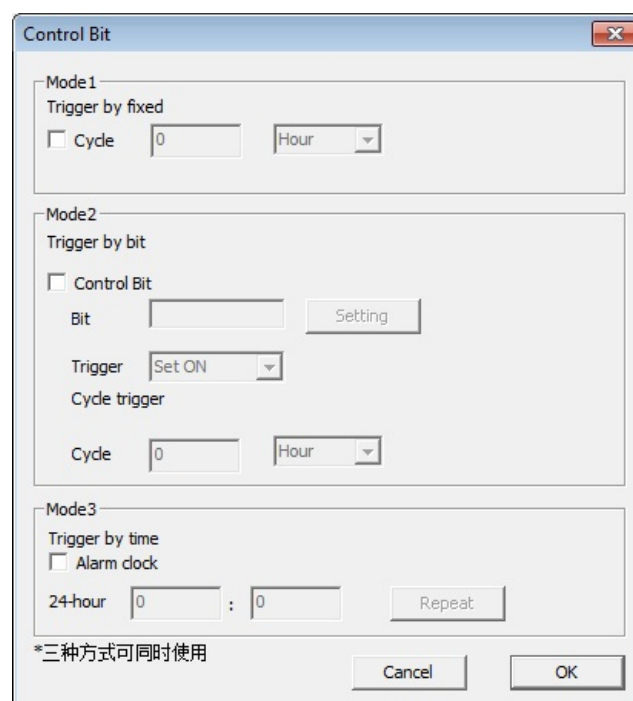 Control Bit
Mode1
Trigger by fixed
Cycle 0 Hour
Mode2
Trigger by bit
Control Bit
Bit Setting
Trigger Set ON
Cycle trigger
Cycle 0 Hour
Mode3
Trigger by time
Alarm clock
24-hour 0 : 0 Repeat
*三种方式可同时使用
Cancel OK